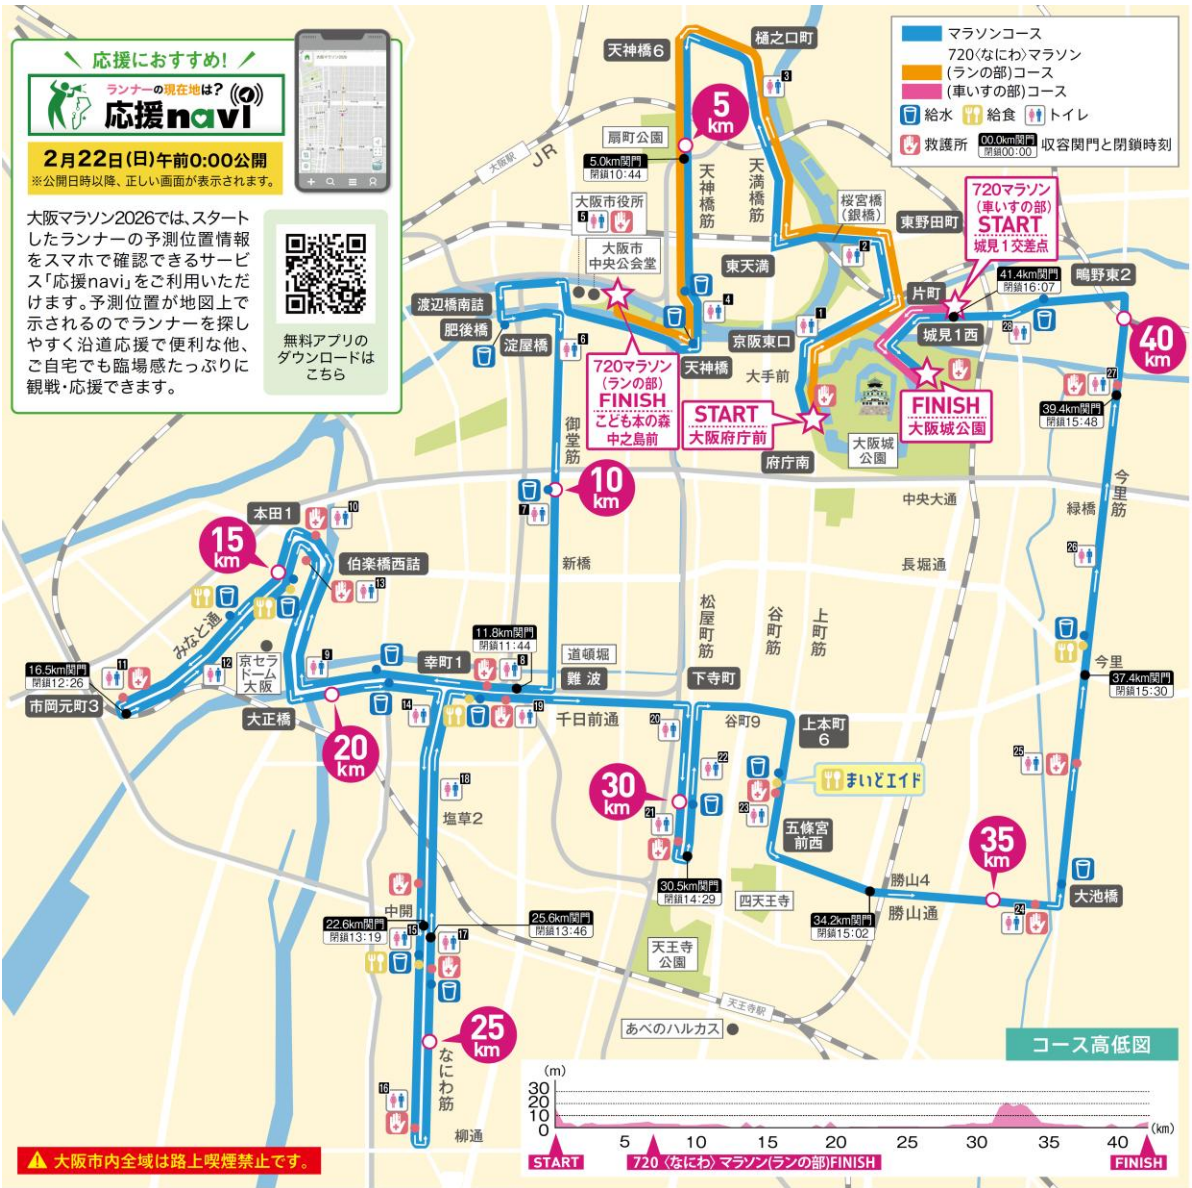 応援におすすめ!
ランナーの現在地は?
応援navi
2月22日(日)午前0:00公開
※公開日時以降、正しい画面が表示されます。
大阪マラソン2026では、スタート
したランナーの予測位置情報
をスマホで確認できるサービ
ス「応援navi」をご利用いただ
けます。予測位置が地図上で
示されるのでランナーを探し
やすく沿道応援で便利な他、
ご自宅でも臨場感たっぷりに
観戦・応援できます。
無料アプリの
ダウンロードは
こちら
マラソンコース
720〈なにわ〉マラソン
(ランの部)コース
(車いすの部)コース
給水
給食
トイレ
救護所
00.0km関門
閉鎖00:00
収容関門と閉鎖時刻
天神橋6
樋之口町
3
5
km
扇町公園
5.0km関門
閉鎖10:44
JR
大阪駅
天神橋筋
天満橋筋
大阪市役所
5
大阪市
中央公会堂
桜宮橋
(銀橋)
東野田町
2
720マラソン
(車いすの部)
START
城見1交差点
41.4km関門
閉鎖16:07
鴫野東2
東天満
4
渡辺橋南詰
肥後橋
淀屋橋
6
天神橋
京阪東口
1
片町
城見1西
28
40
km
大手前
720マラソン
(ランの部)
FINISH
こども本の森
中之島前
START
大阪府庁前
FINISH
大阪城公園
府庁南
大阪城
公園
27
39.4km関門
閉鎖15:48
御堂筋
10
km
7
中央大通
緑橋
今里筋
26
本田1
10
15
km
伯楽橋西詰
13
新橋
長堀通
みなと通
松屋町筋
谷町筋
上町筋
11.8km関門
閉鎖11:44
道頓堀
16.5km関門
閉鎖12:26
11
12
京セラ
ドーム
大阪
9
幸町1
8
難波
下寺町
今里
37.4km関門
閉鎖15:30
市岡元町3
大正橋
20
km
14
19
千日前通
20
谷町9
上本町
6
22
25
18
塩草2
30
km
21
23
まいどエイド
五條宮
前西
35
km
大池橋
30.5km関門
閉鎖14:29
四天王寺
勝山4
勝山通
34.2km関門
閉鎖15:02
24
中開
22.6km関門
閉鎖13:19
15
25.6km関門
閉鎖13:46
17
天王寺
公園
天王寺駅
あべのハルカス
25
km
なにわ筋
16
柳通
コース高低図
(m)
30
20
10
0
5
10
15
20
25
30
35
40
(km)
START
720〈なにわ〉マラソン(ランの部)FINISH
FINISH
大阪市内全域は路上喫煙禁止です。